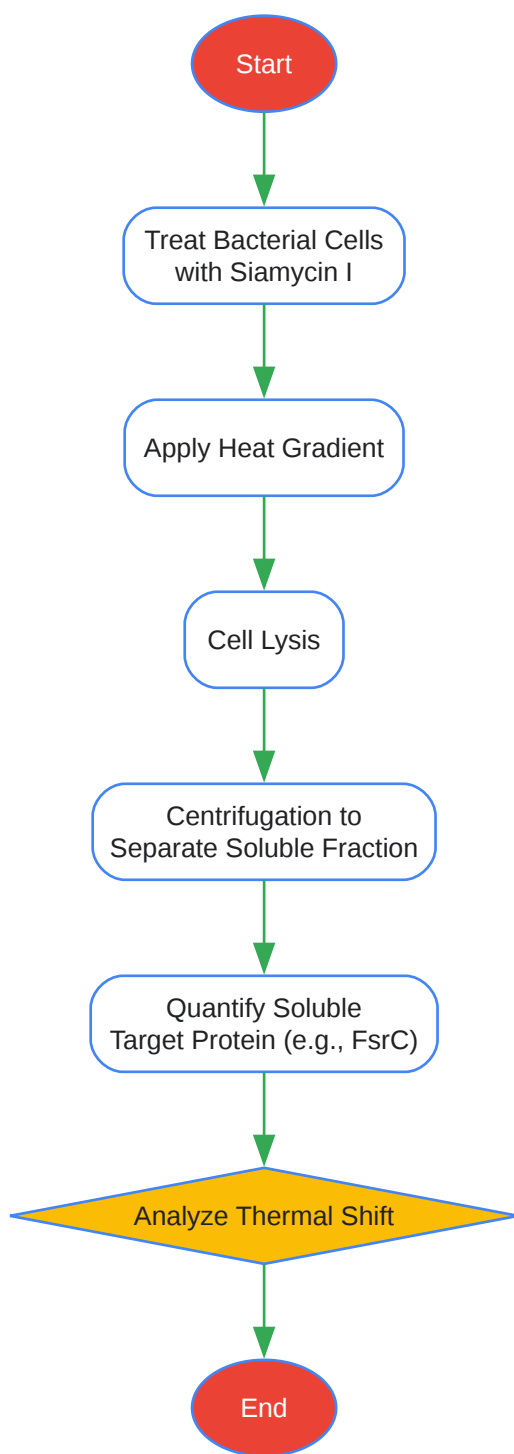 Start
Treat Bacterial Cells
with Siamycin I
Apply Heat Gradient
Cell Lysis
Centrifugation to
Separate Soluble Fraction
Quantify Soluble
Target Protein (e.g., FsrC)
Analyze Thermal Shift
End